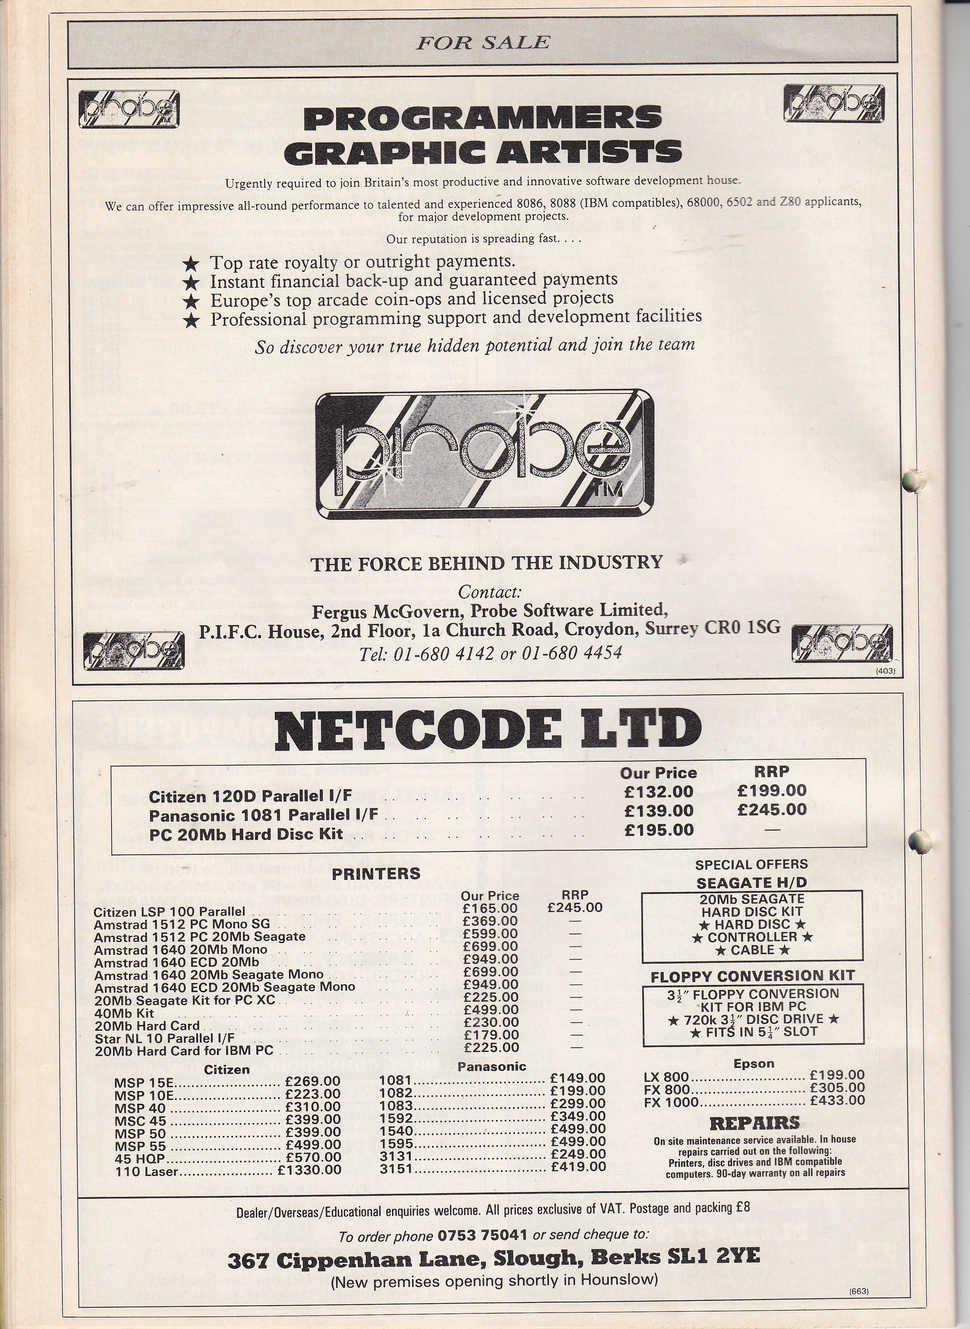 FOR SALE
probe
probe
PROGRAMMERS
GRAPHIC ARTISTS
Urgently required to join Britain's most productive and innovative software development house.
We can offer impressive all-round performance to talented and experienced 8086, 8088 (IBM compatibles), 68000, 6502 and Z80 applicants,
for major development projects.
Our reputation is spreading fast. . . .
★ Top rate royalty or outright payments.
★ Instant financial back-up and guaranteed payments
★ Europe's top arcade coin-ops and licensed projects
★ Professional programming support and development facilities
So discover your true hidden potential and join the team
probe
TM
THE FORCE BEHIND THE INDUSTRY
Contact:
Fergus McGovern, Probe Software Limited,
P.I.F.C. House, 2nd Floor, 1a Church Road, Croydon, Surrey CR0 1SG
Tel: 01-680 4142 or 01-680 4454
probe
probe
(403)
NETCODE LTD
Our Price RRP
Citizen 120D Parallel I/F .. .. .. .. .. .. £132.00 £199.00
Panasonic 1081 Parallel I/F .. .. .. .. .. .. £139.00 £245.00
PC 20Mb Hard Disc Kit .. .. .. .. .. .. .. £195.00 —
PRINTERS
Our Price RRP
Citizen LSP 100 Parallel .. .. .. .. .. £165.00 £245.00
Amstrad 1512 PC Mono SG .. .. .. .. £369.00 —
Amstrad 1512 PC 20Mb Seagate .. .. .. £599.00 —
Amstrad 1640 20Mb Mono .. .. .. .. £699.00 —
Amstrad 1640 ECD 20Mb .. .. .. .. £949.00 —
Amstrad 1640 20Mb Seagate Mono .. .. .. £699.00 —
Amstrad 1640 ECD 20Mb Seagate Mono .. .. £949.00 —
20Mb Seagate Kit for PC XC .. .. .. .. £225.00 —
40Mb Kit .. .. .. .. .. .. £499.00 —
20Mb Hard Card .. .. .. .. .. £230.00 —
Star NL 10 Parallel I/F .. .. .. .. .. £179.00 —
20Mb Hard Card for IBM PC .. .. .. .. £225.00 —
SPECIAL OFFERS
SEAGATE H/D
20Mb SEAGATE
HARD DISC KIT
★ HARD DISC ★
★ CONTROLLER ★
★ CABLE ★
FLOPPY CONVERSION KIT
3½" FLOPPY CONVERSION
KIT FOR IBM PC
★ 720k 3½" DISC DRIVE ★
★ FITS IN 5¼" SLOT
Citizen
MSP 15E.......................... £269.00
MSP 10E.......................... £223.00
MSP 40 ........................... £310.00
MSC 45 ........................... £399.00
MSP 50 ........................... £399.00
MSP 55 ........................... £499.00
45 HQP............................ £570.00
110 Laser....................... £1330.00
Panasonic
1081................................ £149.00
1082................................ £199.00
1083................................ £299.00
1592................................ £349.00
1540................................ £499.00
1595................................ £499.00
3131................................ £249.00
3151................................ £419.00
Epson
LX 800............................ £199.00
FX 800............................ £305.00
FX 1000.......................... £433.00
REPAIRS
On site maintenance service available. In house
repairs carried out on the following:
Printers, disc drives and IBM compatible
computers. 90-day warranty on all repairs
Dealer/Overseas/Educational enquiries welcome. All prices exclusive of VAT. Postage and packing £8
To order phone 0753 75041 or send cheque to:
367 Cippenhan Lane, Slough, Berks SL1 2YE
(New premises opening shortly in Hounslow)
(663)